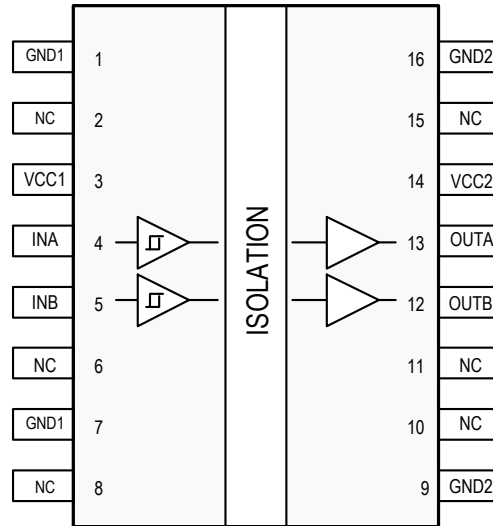 GND1 1 16 GND2
NC 2 15 NC
VCC1 3 14 VCC2
INA 4 13 OUTA
INB 5 12 OUTB
NC 6 11 NC
GND1 7 10 NC
NC 8 9 GND2
ISOLATION